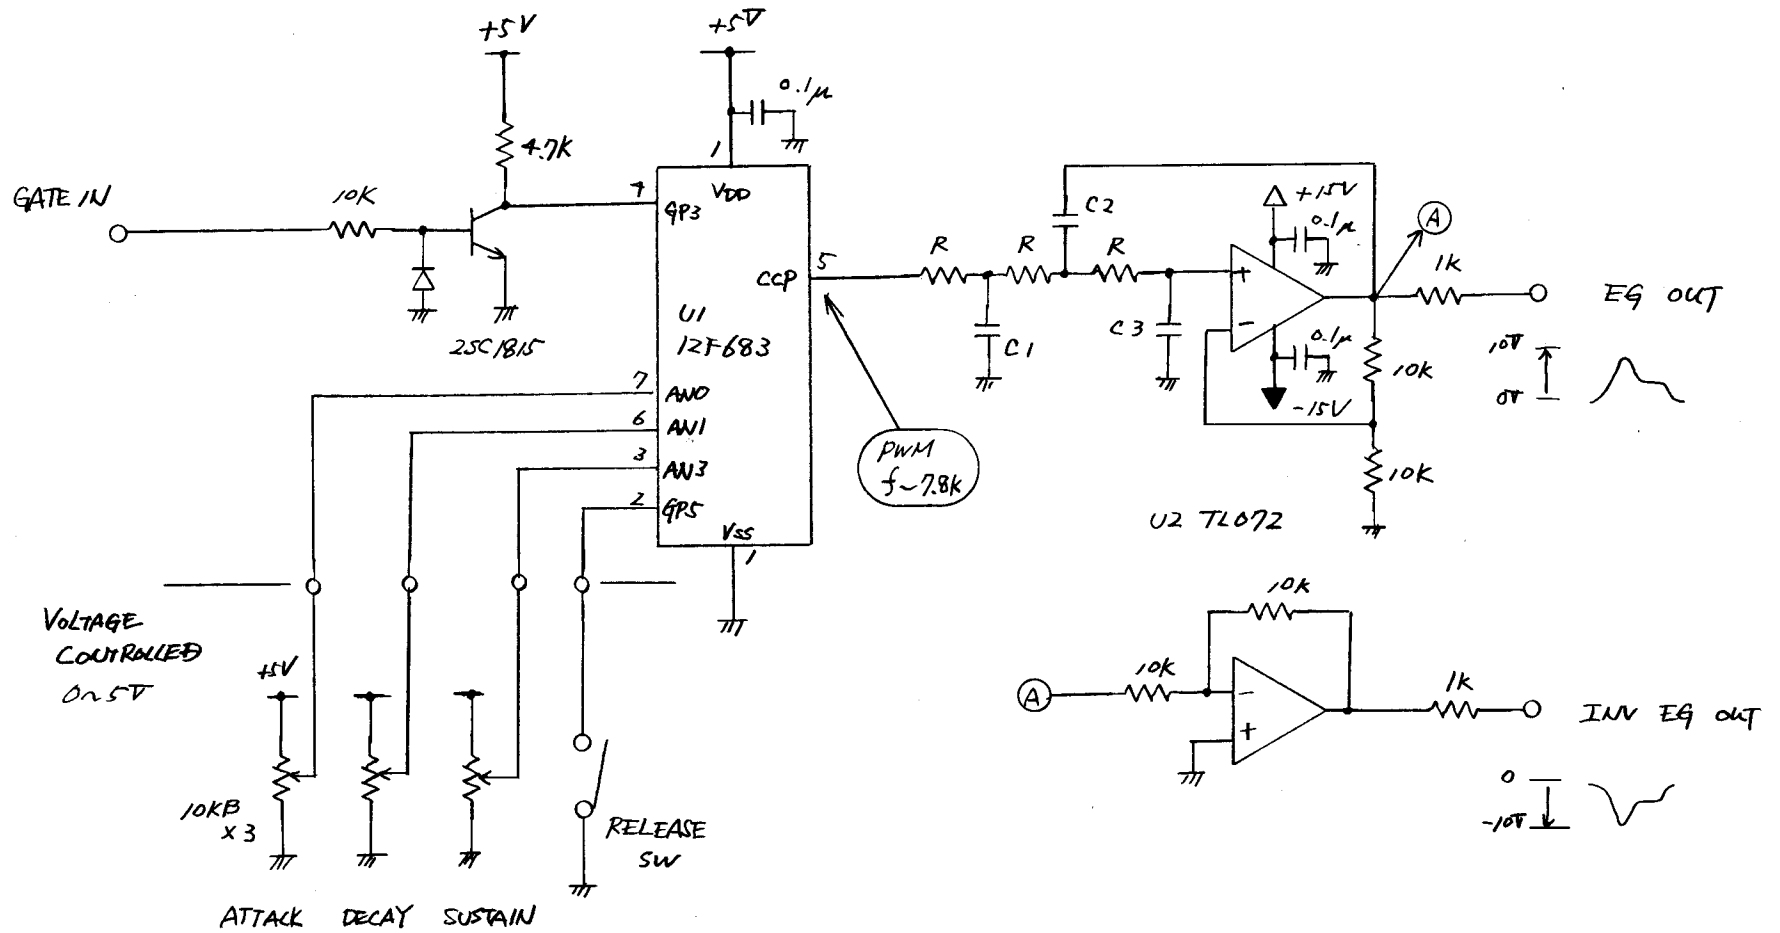 +5V
+5V
0.1μ
4.7K
1
VDD
GATE IN
10K
4
GP3
2SC1815
U1
12F683
CCP
5
7
AN0
6
AN1
3
AN3
2
GP5
VSS
1
PWM
f~7.8K
R
R
R
C1
C2
C3
+
-
+15V
0.1μ
0.1μ
-15V
A
1K
EG OUT
10V
0V
10K
10K
U2 TL072
VOLTAGE
CONTROLLED
0~5V
+5V
10KB
×3
RELEASE
SW
ATTACK
DECAY
SUSTAIN
A
10K
10K
-
+
1K
INV EG OUT
0
-10V